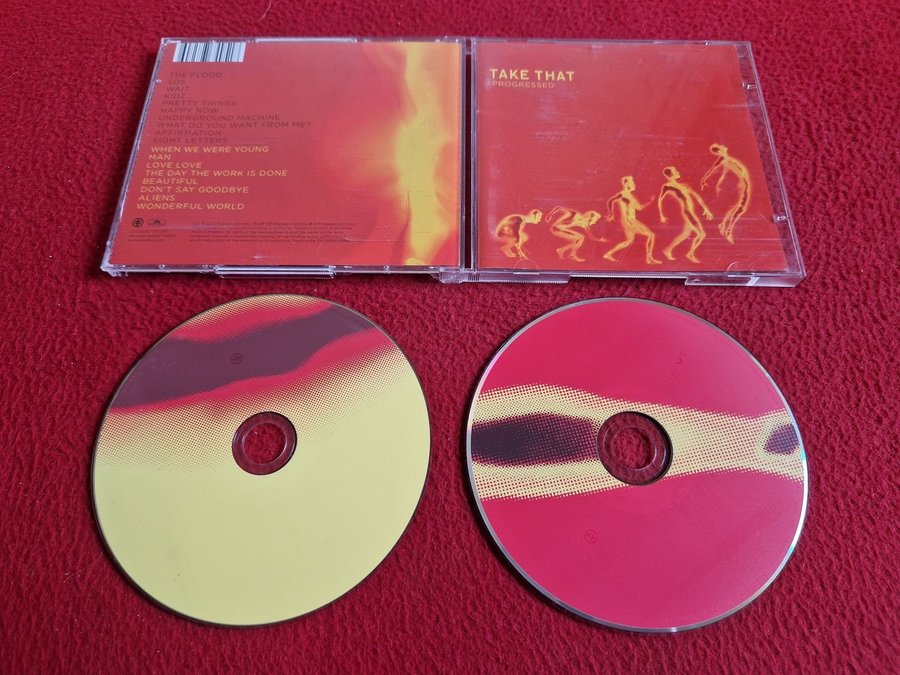 THE FLOOD
SOS
WAIT
KIDZ
PRETTY THINGS
HAPPY NOW
UNDERGROUND MACHINE
WHAT DO YOU WANT FROM ME?
AFFIRMATION
EIGHT LETTERS
WHEN WE WERE YOUNG
MAN
LOVE LOVE
THE DAY THE WORK IS DONE
BEAUTIFUL
DON'T SAY GOODBYE
ALIENS
WONDERFUL WORLD
TAKE THAT
PROGRESSED